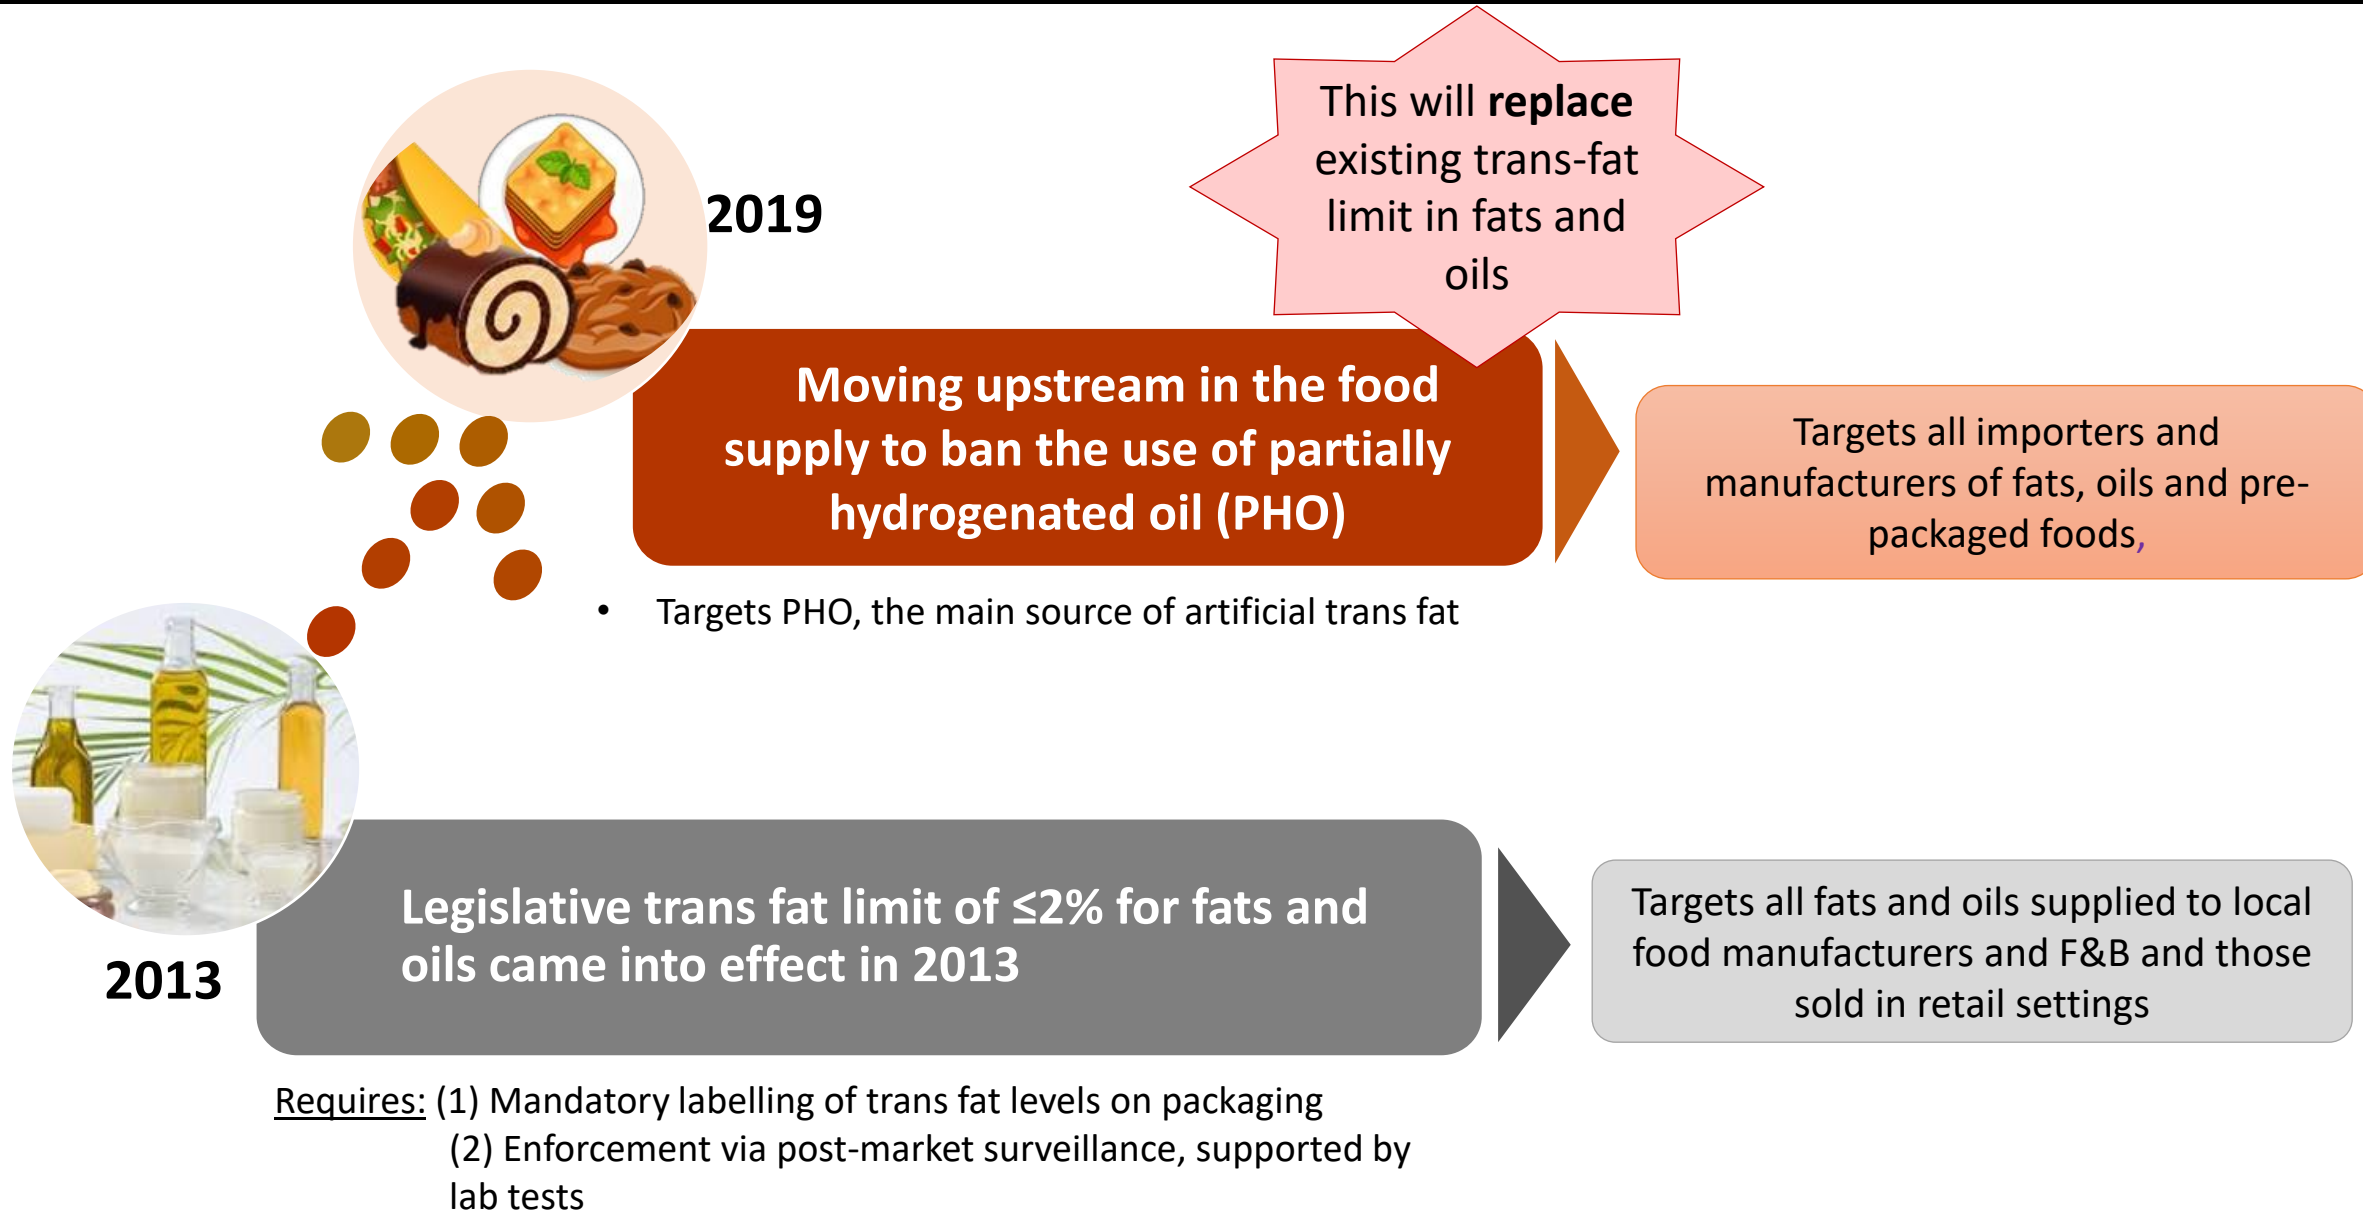 This will replace
existing trans-fat
limit in fats and
oils
2019
Moving upstream in the food
supply to ban the use of partially
hydrogenated oil (PHO)
Targets all importers and
manufacturers of fats, oils and pre-
packaged foods,
• Targets PHO, the main source of artificial trans fat
2013
Legislative trans fat limit of ≤2% for fats and
oils came into effect in 2013
Targets all fats and oils supplied to local
food manufacturers and F&B and those
sold in retail settings
Requires: (1) Mandatory labelling of trans fat levels on packaging
(2) Enforcement via post-market surveillance, supported by
lab tests